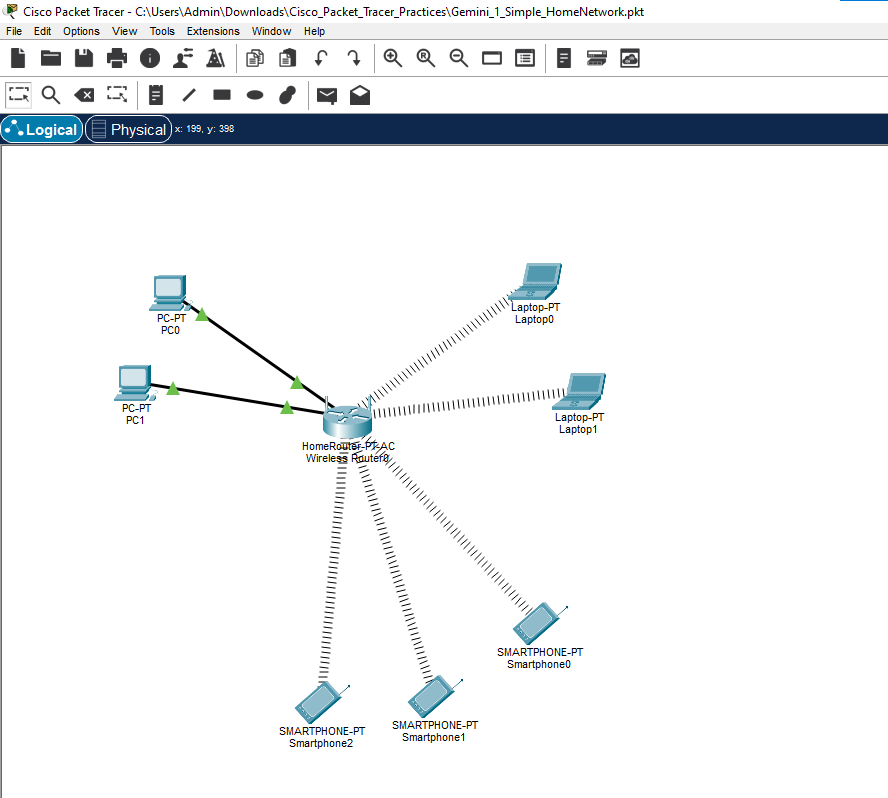 Cisco Packet Tracer - C:\Users\Admin\Downloads\Cisco_Packet_Tracer_Practices\Gemini_1_Simple_HomeNetwork.pkt
File Edit Options View Tools Extensions Window Help
Logical Physical x: 199, y: 398
Laptop-PT
Laptop0
PC-PT
PC0
PC-PT
PC1
Laptop-PT
Laptop1
HomeRouter-PT-AC
Wireless Router0
SMARTPHONE-PT
Smartphone0
SMARTPHONE-PT
Smartphone1
SMARTPHONE-PT
Smartphone2